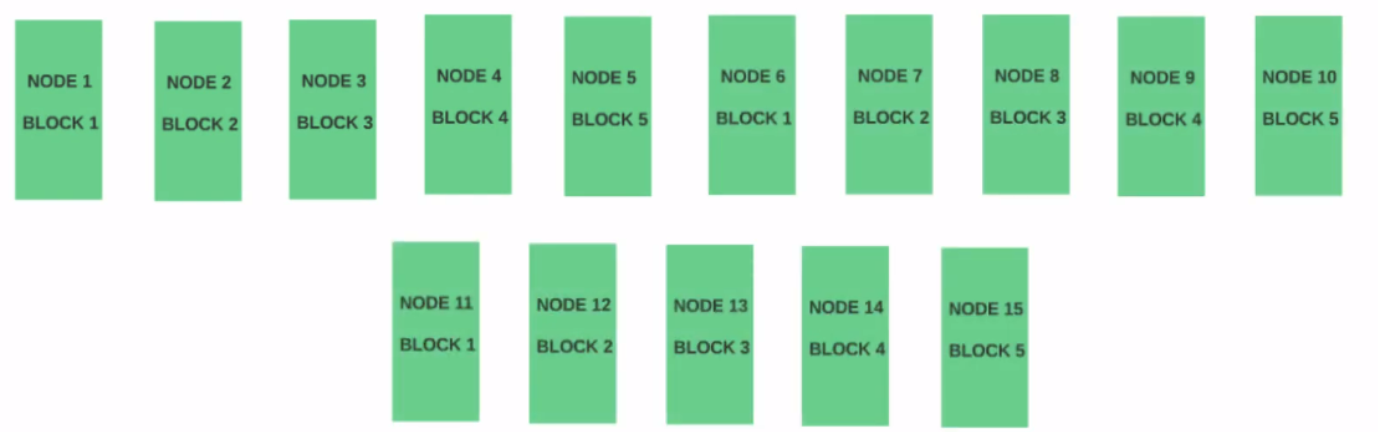 NODE 1
BLOCK 1
NODE 2
BLOCK 2
NODE 3
BLOCK 3
NODE 4
BLOCK 4
NODE 5
BLOCK 5
NODE 6
BLOCK 1
NODE 7
BLOCK 2
NODE 8
BLOCK 3
NODE 9
BLOCK 4
NODE 10
BLOCK 5
NODE 11
BLOCK 1
NODE 12
BLOCK 2
NODE 13
BLOCK 3
NODE 14
BLOCK 4
NODE 15
BLOCK 5